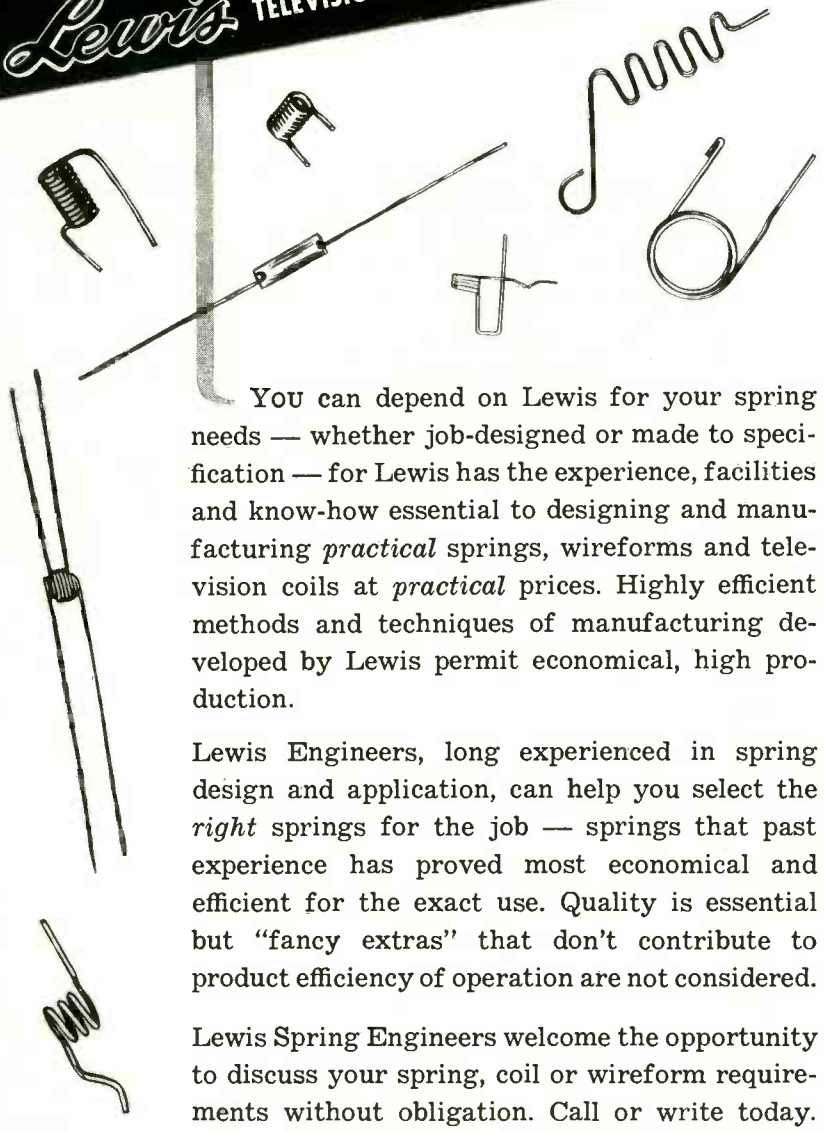 Lewis
You can depend on Lewis for your spring
needs — whether job-designed or made to speci-
fication — for Lewis has the experience, facilities
and know-how essential to designing and manu-
facturing practical springs, wireforms and tele-
vision coils at practical prices. Highly efficient
methods and techniques of manufacturing de-
veloped by Lewis permit economical, high pro-
duction.
Lewis Engineers, long experienced in spring
design and application, can help you select the
right springs for the job — springs that past
experience has proved most economical and
efficient for the exact use. Quality is essential
but “fancy extras” that don't contribute to
product efficiency of operation are not considered.
Lewis Spring Engineers welcome the opportunity
to discuss your spring, coil or wireform require-
ments without obligation. Call or write today.